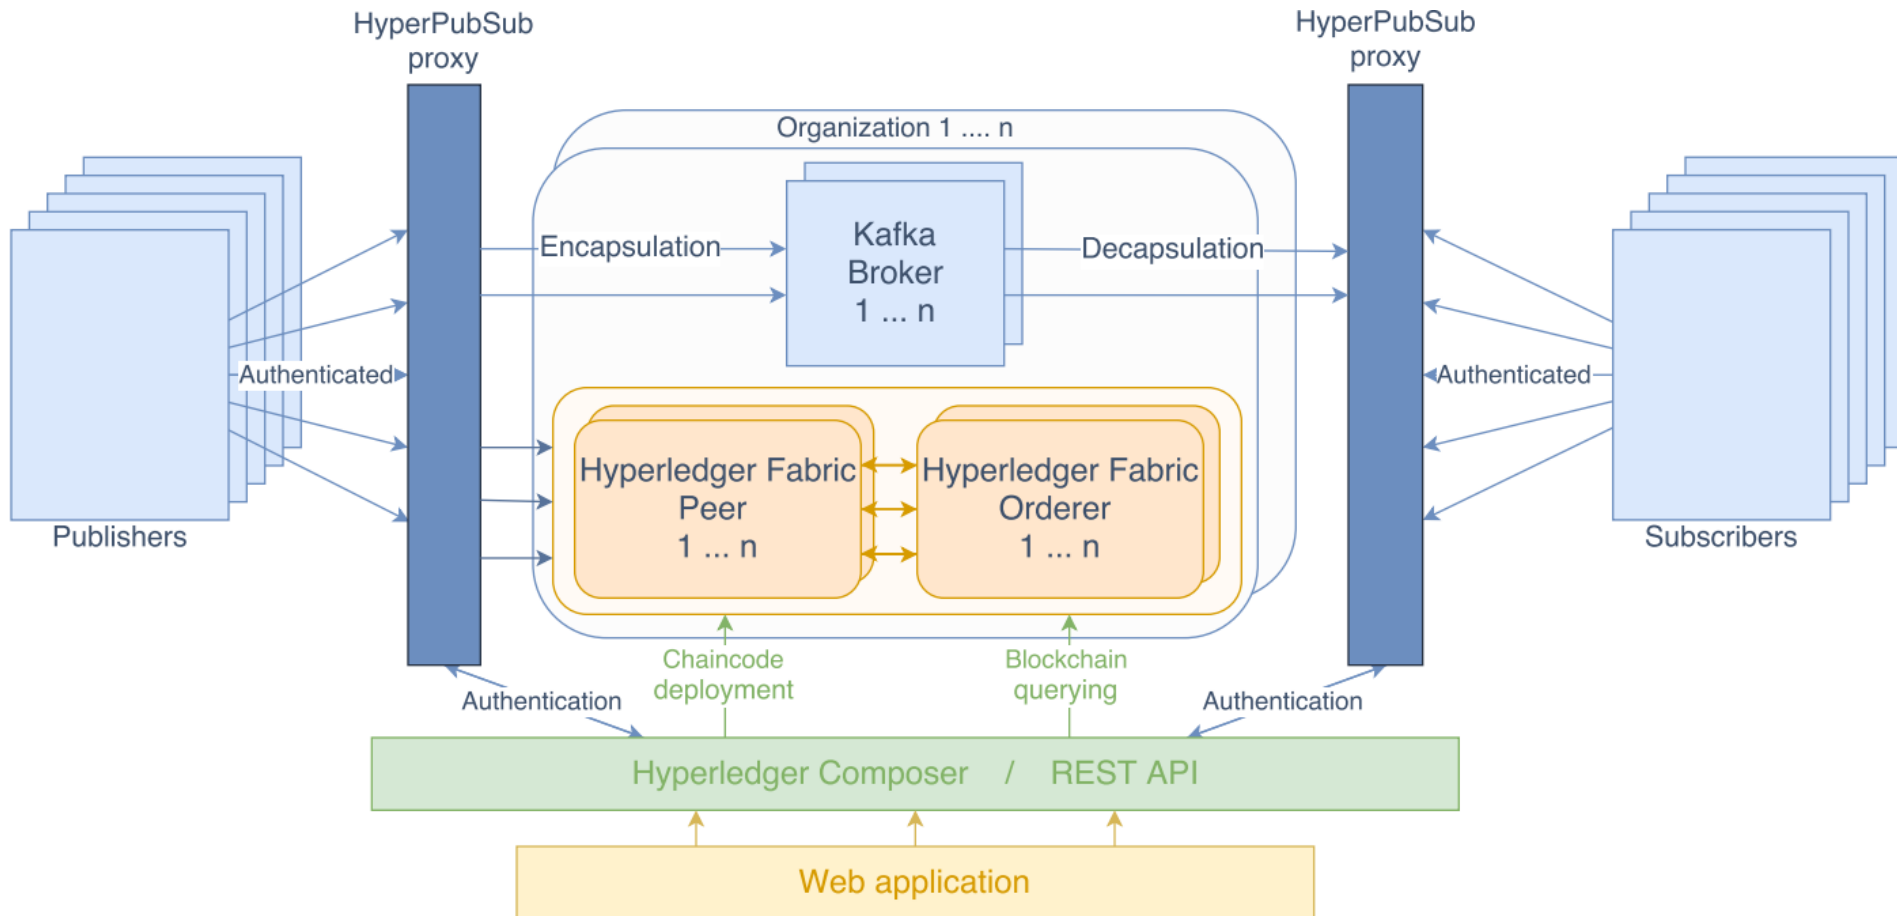 HyperPubSub
proxy
HyperPubSub
proxy
Organization 1 .... n
Encapsulation
Kafka
Broker
1 ... n
Decapsulation
Authenticated
Authenticated
Hyperledger Fabric
Peer
1 ... n
Hyperledger Fabric
Orderer
1 ... n
Publishers
Subscribers
Chaincode
deployment
Blockchain
querying
Authentication
Authentication
Hyperledger Composer / REST API
Web application